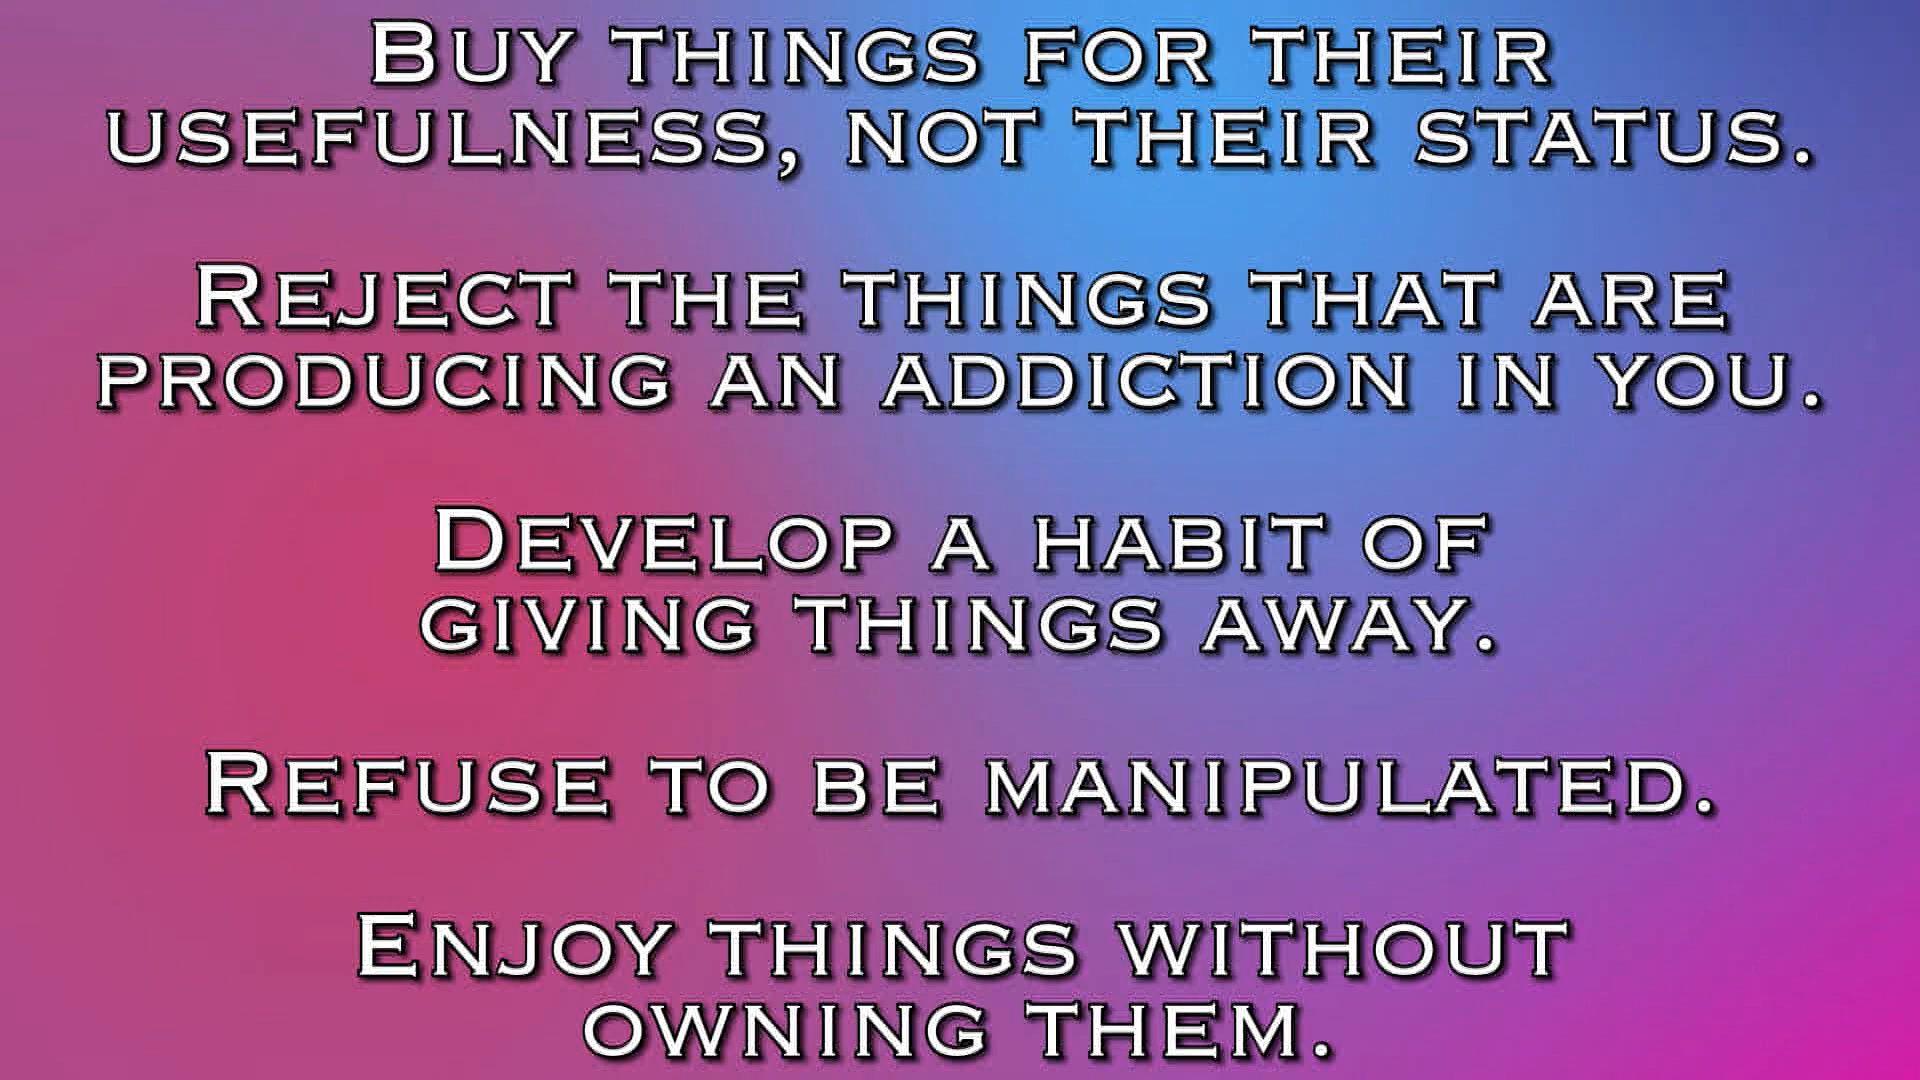 Buy things for their
usefulness, not their status.
Reject the things that are
producing an addiction in you.
Develop a habit of
giving things away.
Refuse to be manipulated.
Enjoy things without
owning them.